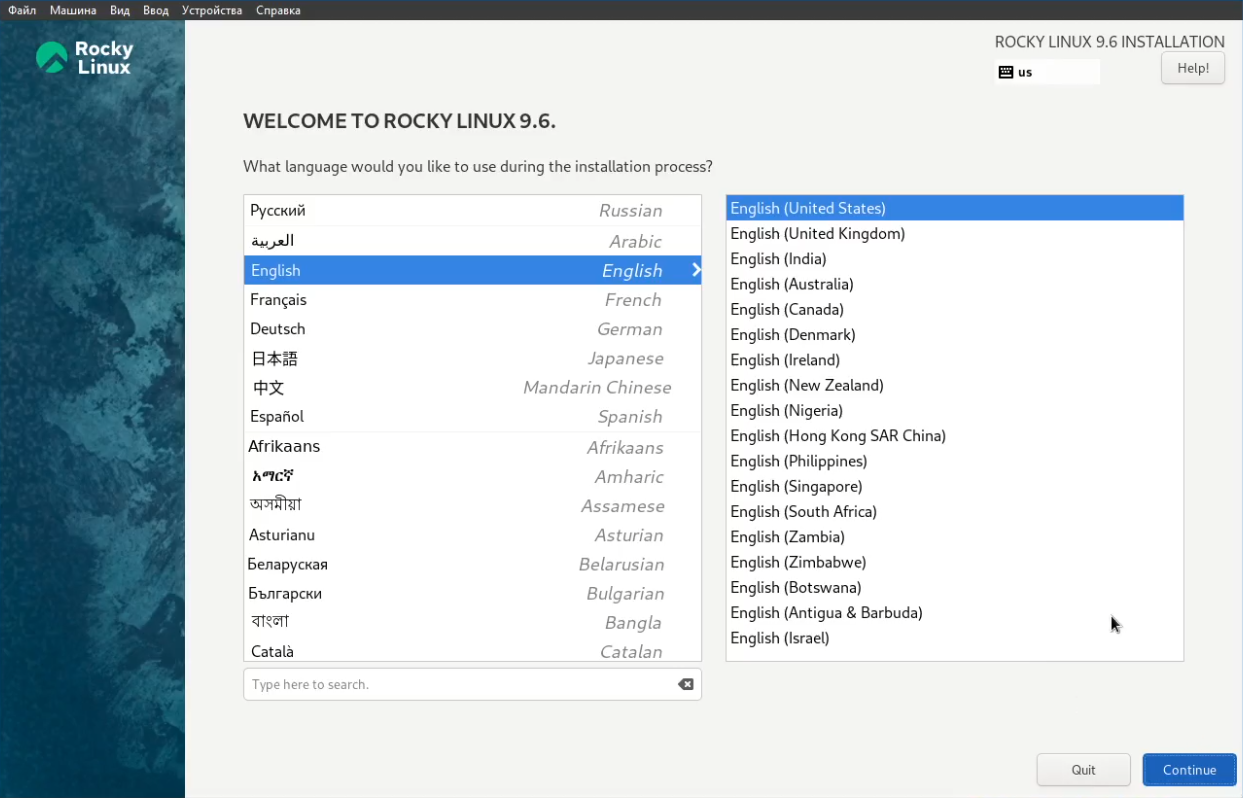 Файл Машина Вид Ввод Устройства Справка
Rocky
Linux
ROCKY LINUX 9.6 INSTALLATION
us
Help!
WELCOME TO ROCKY LINUX 9.6.
What language would you like to use during the installation process?
Русский Russian
العربية Arabic
English English
Français French
Deutsch German
日本語 Japanese
中文 Mandarin Chinese
Español Spanish
Afrikaans Afrikaans
አማርኛ Amharic
অসমীয়া Assamese
Asturianu Asturian
Беларуская Belarusian
Български Bulgarian
বাংলা Bangla
Català Catalan
Type here to search.
English (United States)
English (United Kingdom)
English (India)
English (Australia)
English (Canada)
English (Denmark)
English (Ireland)
English (New Zealand)
English (Nigeria)
English (Hong Kong SAR China)
English (Philippines)
English (Singapore)
English (South Africa)
English (Zambia)
English (Zimbabwe)
English (Botswana)
English (Antigua & Barbuda)
English (Israel)
Quit
Continue